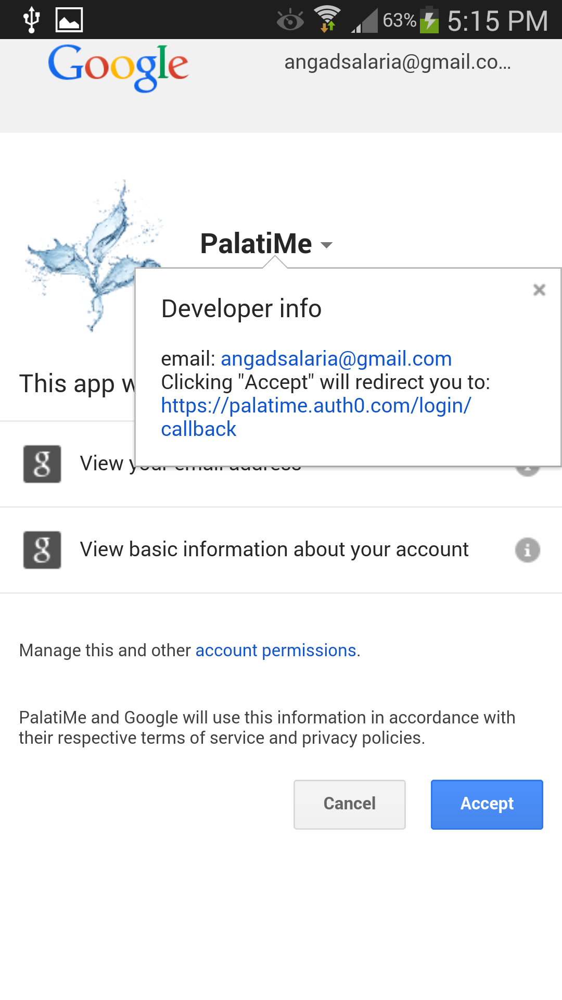 63% 5:15 PM
Google angadsalaria@gmail.co...
PalatiMe
Developer info
email: angadsalaria@gmail.com
Clicking "Accept" will redirect you to:
https://palatime.auth0.com/login/
callback
This app w
View your email address
View basic information about your account
Manage this and other account permissions.
PalatiMe and Google will use this information in accordance with
their respective terms of service and privacy policies.
Cancel Accept